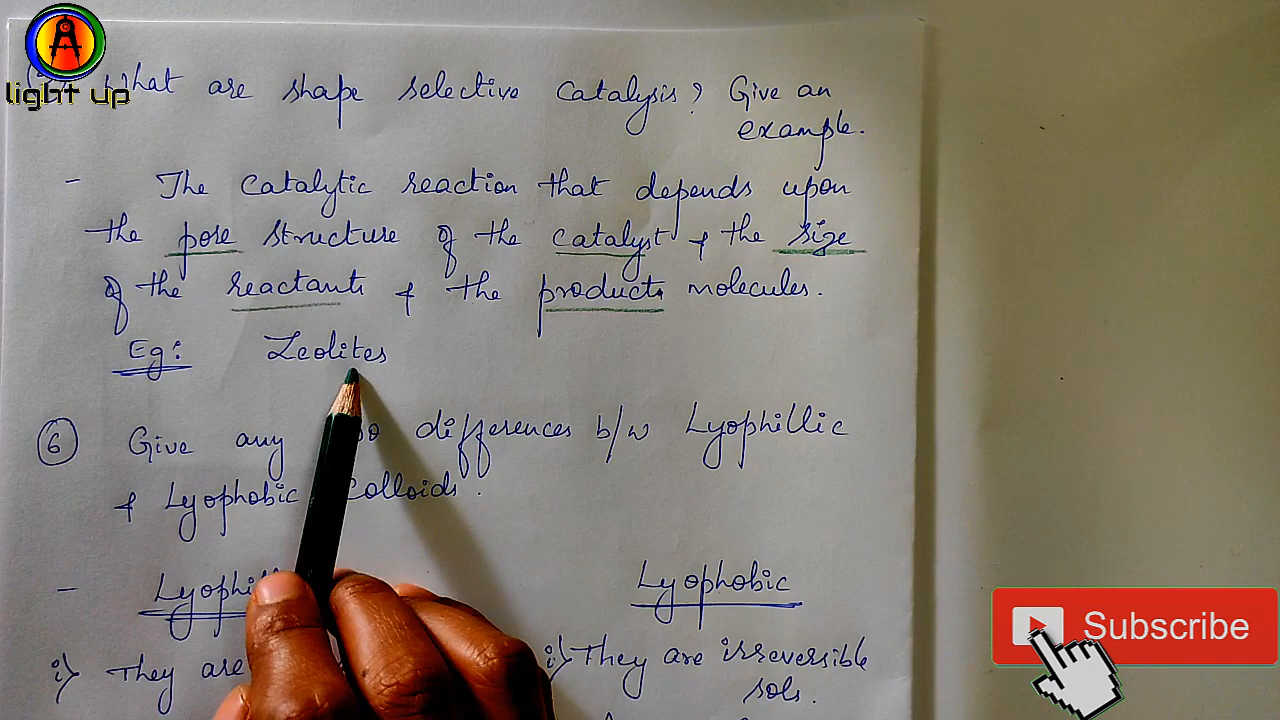 light up
What are shape selective catalysis? Give an
example.
- The catalytic reaction that depends upon
the pore structure of the catalyst & the size
of the reactants & the products molecules.
Eg: Zeolites
6 Give any differences b/w Lyophillic
& Lyophobic Colloids.
- Lyophobic
i) They are i) They are irreversible
sols.
Subscribe